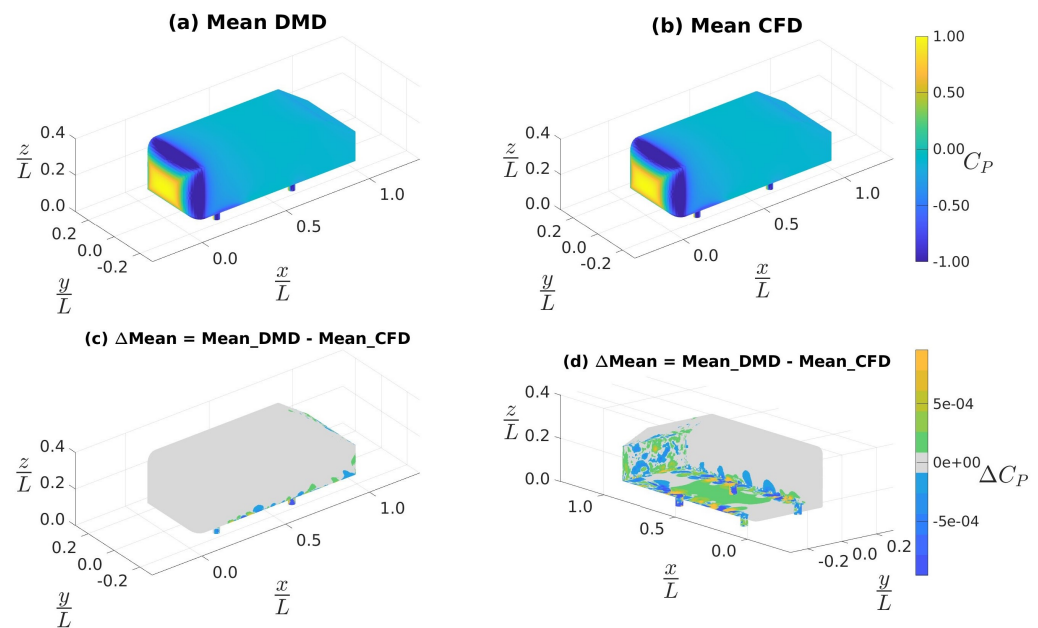 (a) Mean DMD
(b) Mean CFD
0.4
0.2
0.0
z/L
0.2
0.0
-0.2
y/L
0.0
0.5
1.0
x/L
0.4
0.2
0.0
z/L
0.2
0.0
-0.2
y/L
0.0
0.5
1.0
x/L
1.00
0.50
0.00
-0.50
-1.00
C_P
(c) ΔMean = Mean_DMD - Mean_CFD
(d) ΔMean = Mean_DMD - Mean_CFD
0.4
0.2
0.0
z/L
0.2
0.0
-0.2
y/L
0.0
0.5
1.0
x/L
0.4
0.2
0.0
z/L
1.0
0.5
0.0
x/L
-0.2
0.0
0.2
y/L
5e-04
0e+00
-5e-04
ΔC_P